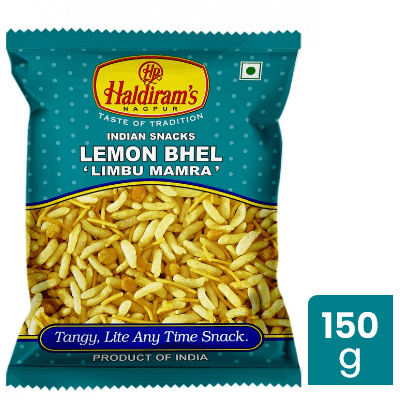 HR
Haldiram's
NAGPUR
TASTE OF TRADITION
INDIAN SNACKS
LEMON BHEL
‘LIMBU MAMRA’
Tangy, Lite Any Time Snack.
PRODUCT OF INDIA
150
g